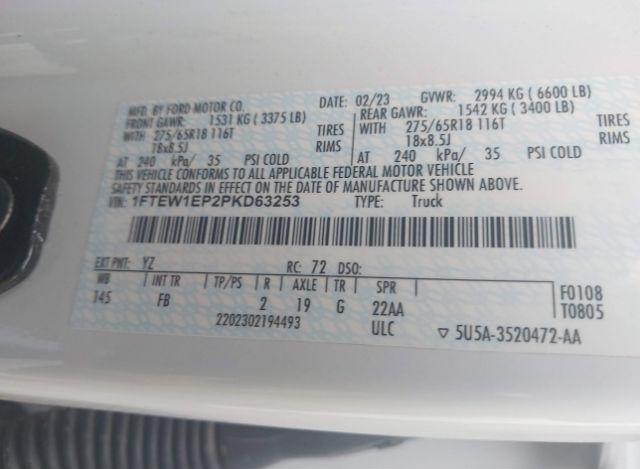 MFD. BY FORD MOTOR CO.
DATE: 02/23 GVWR: 2994 KG ( 6600 LB)
FRONT GAWR: 1531 KG ( 3375 LB)
WITH 275/65R18 116T TIRES
18x8.5J RIMS
AT 240 kPa/ 35 PSI COLD
REAR GAWR: 1542 KG ( 3400 LB)
WITH 275/65R18 116T TIRES
18x8.5J RIMS
AT 240 kPa/ 35 PSI COLD
THIS VEHICLE CONFORMS TO ALL APPLICABLE FEDERAL MOTOR VEHICLE
SAFETY STANDARDS IN EFFECT ON THE DATE OF MANUFACTURE SHOWN ABOVE.
VIN: 1FTEW1EP2PKD63253 TYPE: Truck
EXT PNT: YZ RC: 72 DSO:
WB INT TR TP/PS R AXLE TR SPR
145 FB 2 19 G 22AA
F0108
T0805
2202302194493 ULC
5U5A-3520472-AA